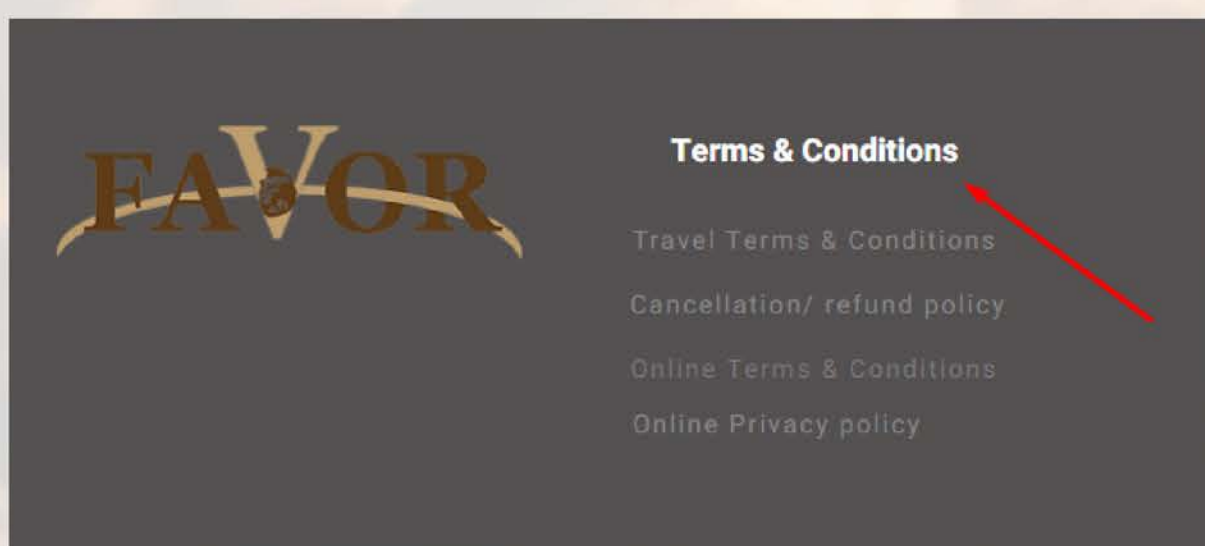 FAVOR
Terms & Conditions
Travel Terms & Conditions
Cancellation/ refund policy
Online Terms & Conditions
Online Privacy policy